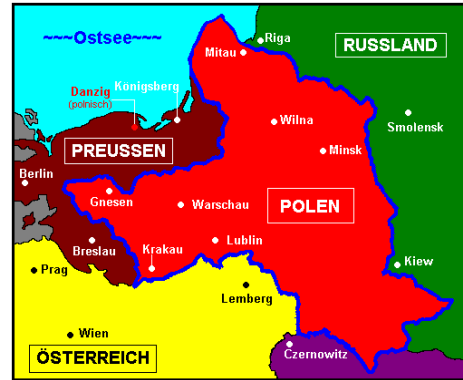 ~~~Ostsee~~~
Riga
Mitau
RUSSLAND
Danzig
(polnisch)
Königsberg
Wilna
Smolensk
PREUSSEN
Minsk
Berlin
Gnesen
Warschau
POLEN
Breslau
Krakau
Lublin
Kiew
Prag
Lemberg
Wien
Czernowitz
ÖSTERREICH